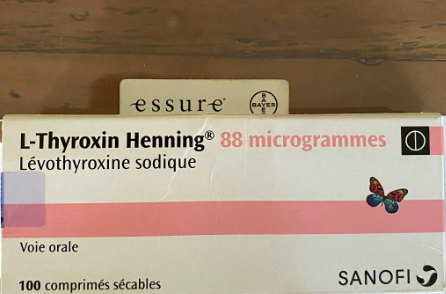 essure®
BAYER
L-Thyroxin Henning® 88 microgrammes
Lévothyroxine sodique
Voie orale
100 comprimés sécables
SANOFI